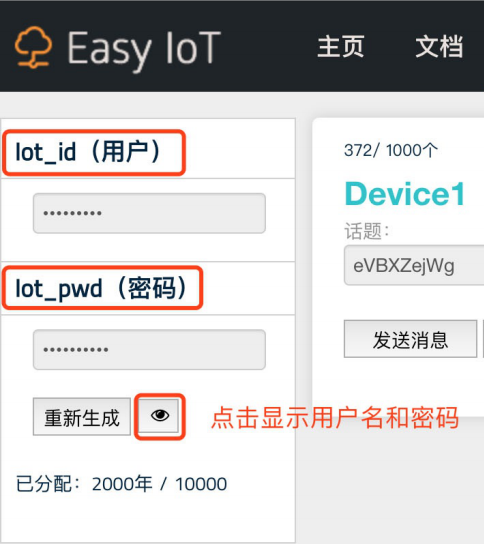 Easy IoT
主页
文档
Iot_id（用户）
•••••••••
Iot_pwd（密码）
••••••••••
重新生成
点击显示用户名和密码
已分配：2000年 / 10000
372/ 1000个
Device1
话题：
eVBXZejWg
发送消息